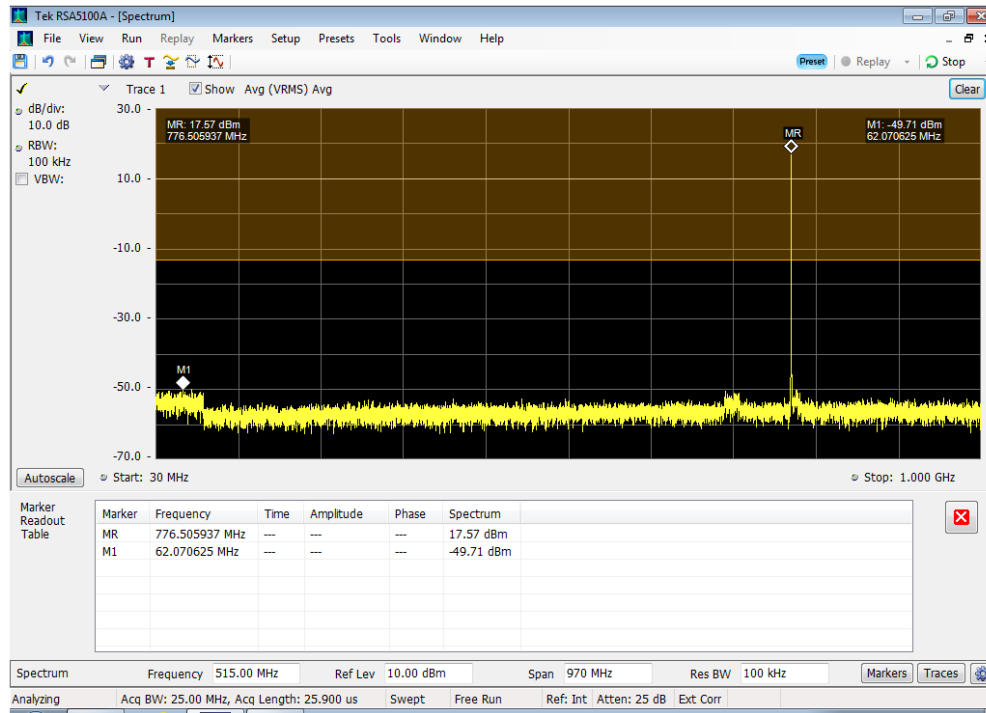 Tek RSA5100A - [Spectrum]
File View Run Replay Markers Setup Presets Tools Window Help
T Preset Replay Stop
Trace 1 Show Avg (VRMS) Avg Clear
dB/div:
10.0 dB
RBW:
100 kHz
VBW:
30.0 -
10.0 -
-10.0 -
-30.0 -
-50.0 -
-70.0 -
MR: 17.57 dBm
776.505937 MHz
MR
M1: -49.71 dBm
62.070625 MHz
M1
Autoscale Start: 30 MHz Stop: 1.000 GHz
Marker
Readout
Table
Marker Frequency Time Amplitude Phase Spectrum
MR 776.505937 MHz --- --- --- 17.57 dBm
M1 62.070625 MHz --- --- --- -49.71 dBm
Spectrum Frequency 515.00 MHz Ref Lev 10.00 dBm Span 970 MHz Res BW 100 kHz Markers Traces
Analyzing Acq BW: 25.00 MHz, Acq Length: 25.900 us Swept Free Run Ref: Int Atten: 25 dB Ext Corr